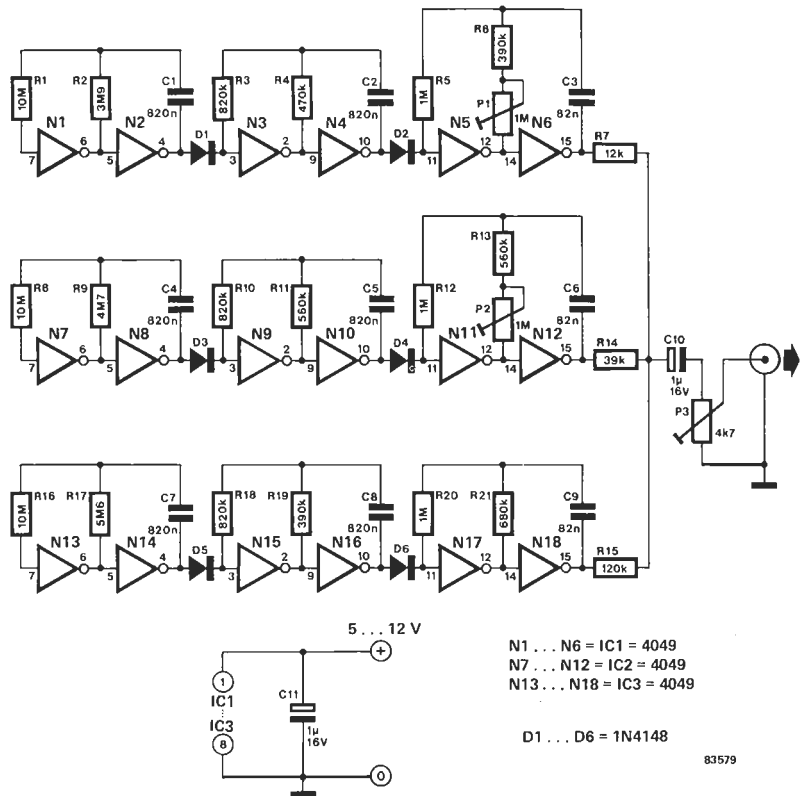 R6
390k
R1
10M
R2
3M9
C1
820n
R3
820k
R4
470k
C2
820n
R5
1M
P1
1M
C3
82n
N1
N2
D1
N3
N4
D2
N5
N6
R7
12k
7
6
5
4
3
2
9
10
11
12
14
15
R13
560k
R8
10M
R9
4M7
C4
820n
R10
820k
R11
560k
C5
820n
R12
1M
P2
1M
C6
82n
N7
N8
D3
N9
N10
D4
N11
N12
R14
39k
7
6
5
4
3
2
9
10
11
12
14
15
C10
1µ
16V
P3
4k7
R16
10M
R17
5M6
C7
820n
R18
820k
R19
390k
C8
820n
R20
1M
R21
680k
C9
82n
N13
N14
D5
N15
N16
D6
N17
N18
R15
120k
7
6
5
4
3
2
9
10
11
12
14
15
5 ... 12 V
+
1
IC1
IC3
8
C11
1µ
16V
0
N1 ... N6 = IC1 = 4049
N7 ... N12 = IC2 = 4049
N13 ... N18 = IC3 = 4049
D1 ... D6 = 1N4148
83579